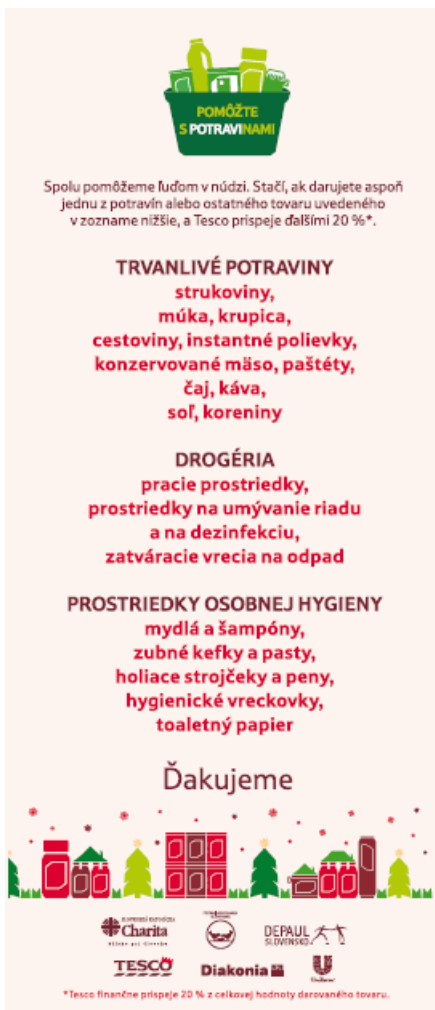 POMÔŽTE
S POTRAVINAMI
Spolu pomôžeme ľuďom v núdzi. Stačí, ak darujete aspoň
jednu z potravín alebo ostatného tovaru uvedeného
v zozname nižšie, a Tesco prispeje ďalšími 20 %*.
TRVANLIVÉ POTRAVINY
strukoviny,
múka, krupica,
cestoviny, instantné polievky,
konzervované mäso, paštéty,
čaj, káva,
soľ, koreniny
DROGÉRIA
pracie prostriedky,
prostriedky na umývanie riadu
a na dezinfekciu,
zatváracie vrecia na odpad
PROSTRIEDKY OSOBNEJ HYGIENY
mydlá a šampóny,
zubné kefky a pasty,
holiace strojčeky a peny,
hygienické vreckovky,
toaletný papier
Ďakujeme
SLOVENSKÁ KATOLÍCKA
Charita
DEPAUL
SLOVENSKO
TESCO
Diakonia
Unilever
*Tesco finančne prispeje 20 % z celkovej hodnoty darovaného tovaru.